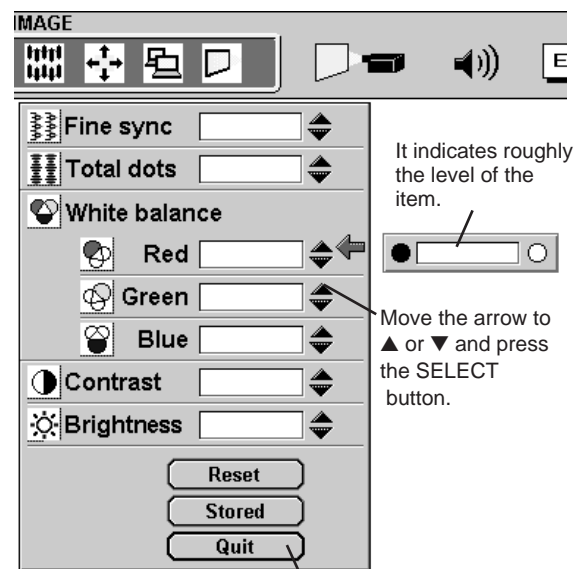 IMAGE
E
Fine sync
Total dots
White balance
Red
Green
Blue
Contrast
Brightness
Reset
Stored
Quit
It indicates roughly
the level of the
item.
Move the arrow to
▲ or ▼ and press
the SELECT
button.